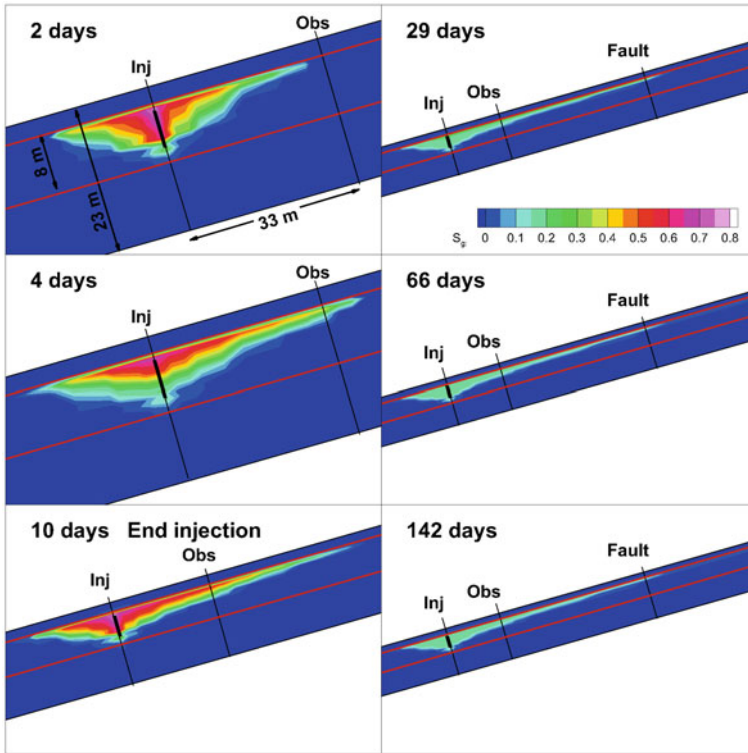 2 days
Obs
Inj
8 m
23 m
33 m
29 days
Fault
Obs
Inj
Sg 0 0.1 0.2 0.3 0.4 0.5 0.6 0.7 0.8
4 days
Obs
Inj
66 days
Fault
Obs
Inj
10 days End injection
Obs
Inj
142 days
Fault
Obs
Inj